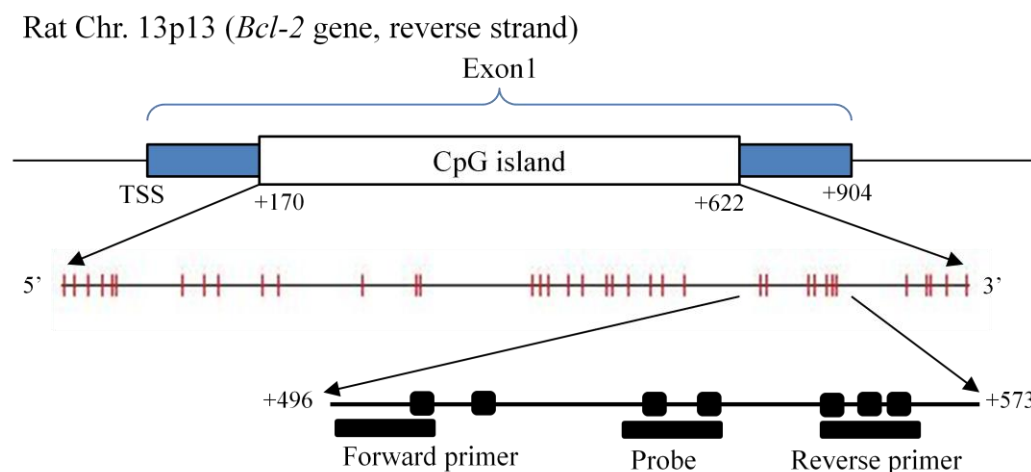 Rat Chr. 13p13 (Bcl-2 gene, reverse strand)
Exon1
CpG island
TSS
+170
+622
+904
5’
3’
+496
+573
Forward primer
Probe
Reverse primer